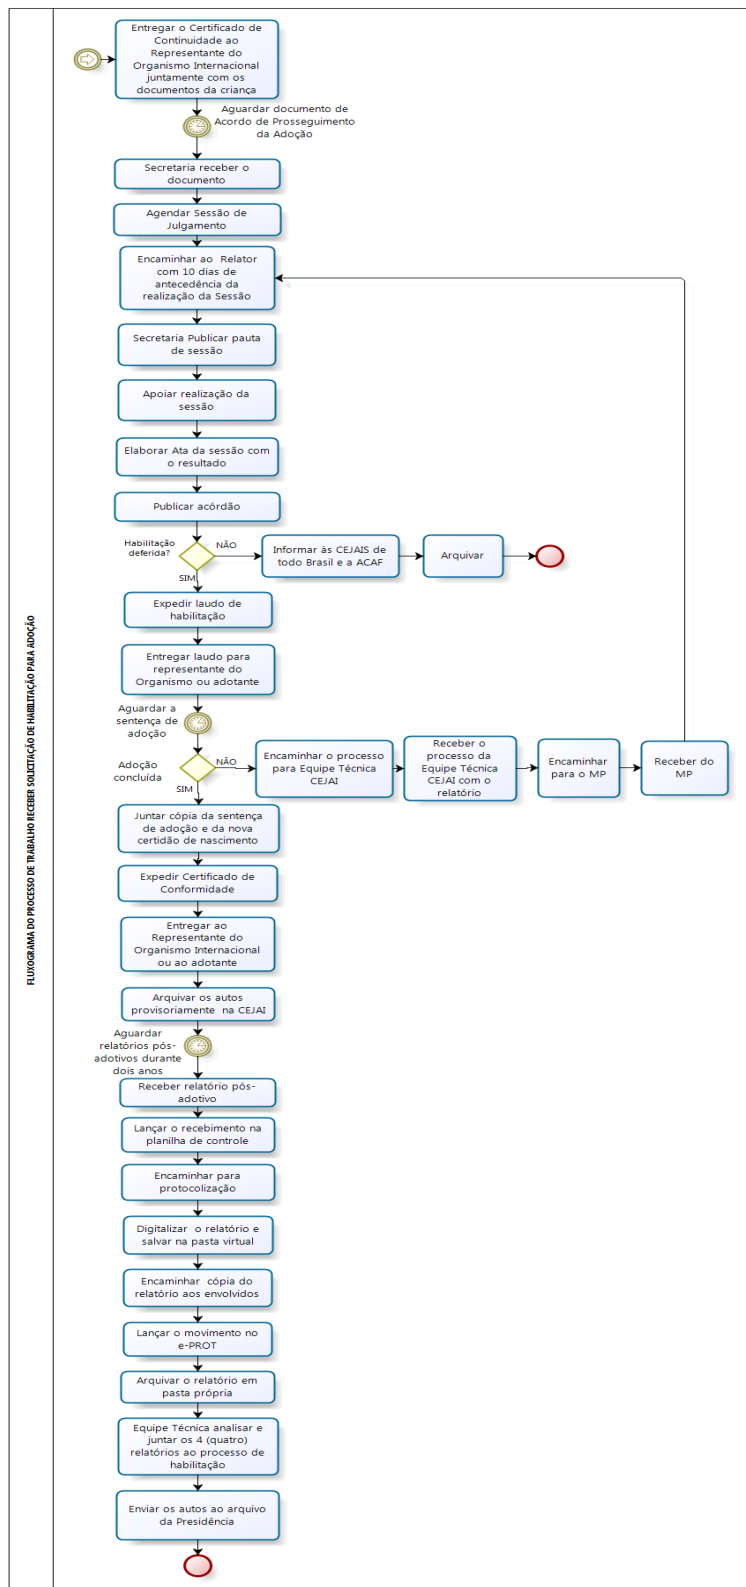 FLUXOGRAMA DO PROCESSO DE TRABALHO RECEBER SOLICITAÇÃO DE HABILITAÇÃO PARA ADOÇÃO
Entregar o Certificado de
Continuidade ao
Representante do
Organismo Internacional
juntamente com os
documentos da criança
Aguardar documento de
Acordo de Prosseguimento
da Adoção
Secretaria receber o
documento
Agendar Sessão de
Julgamento
Encaminhar ao Relator
com 10 dias de
antecedência da
realização da Sessão
Secretaria Publicar pauta
de sessão
Apoiar realização da
sessão
Elaborar Ata da sessão com
o resultado
Publicar acórdão
Habilitação
deferida?
NÃO
Informar às CEJAIS de
todo Brasil e a ACAF
Arquivar
SIM
Expedir laudo de
habilitação
Entregar laudo para
representante do
Organismo ou adotante
Aguardar a
sentença de
adoção
Adoção
concluída
NÃO
Encaminhar o processo
para Equipe Técnica
CEJAI
Receber o
processo da
Equipe Técnica
CEJAI com o
relatório
Encaminhar
para o MP
Receber do
MP
SIM
Juntar cópia da sentença
de adoção e da nova
certidão de nascimento
Expedir Certificado de
Conformidade
Entregar ao
Representante do
Organismo Internacional
ou ao adotante
Arquivar os autos
provisoriamente na CEJAI
Aguardar
relatórios pós-
adotivos durante
dois anos
Receber relatório pós-
adotivo
Lançar o recebimento na
planilha de controle
Encaminhar para
protocolização
Digitalizar o relatório e
salvar na pasta virtual
Encaminhar cópia do
relatório aos envolvidos
Lançar o movimento no
e-PROT
Arquivar o relatório em
pasta própria
Equipe Técnica analisar e
juntar os 4 (quatro)
relatórios ao processo de
habilitação
Enviar os autos ao arquivo
da Presidência